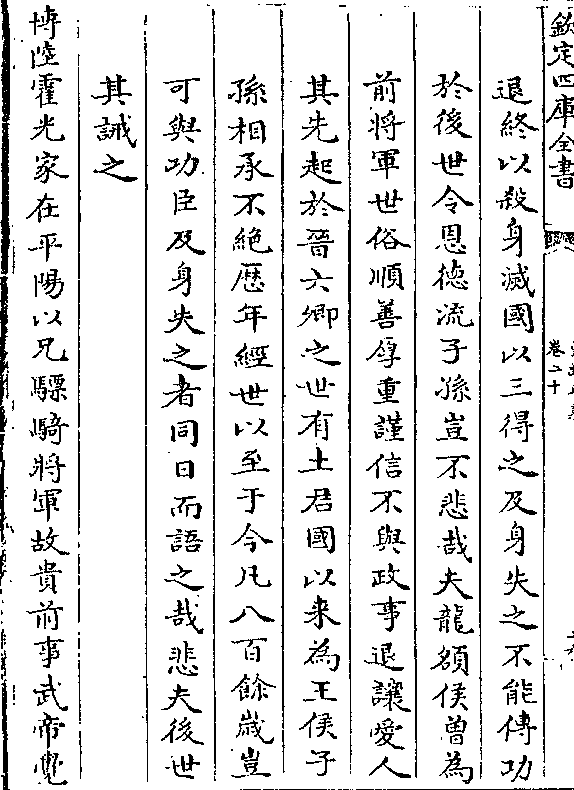 欽定四庫全書
卷二十
退終以殺身滅國以三得之及身失之不能傳功
於後世令恩德流子孫豈不悲哉夫龍頟侯曾為
前將軍世俗順善厚重謹信不與政事退讓愛人
其先起於晉六卿之世有土君國以来為王侯子
孫相承不絶歴年經世以至于今凡八百餘歲豈
可與功臣及身失之者同日而語之哉悲夫後世
其誡之
博陸霍光家在平陽以兄驃騎將軍故貴前事武帝覺